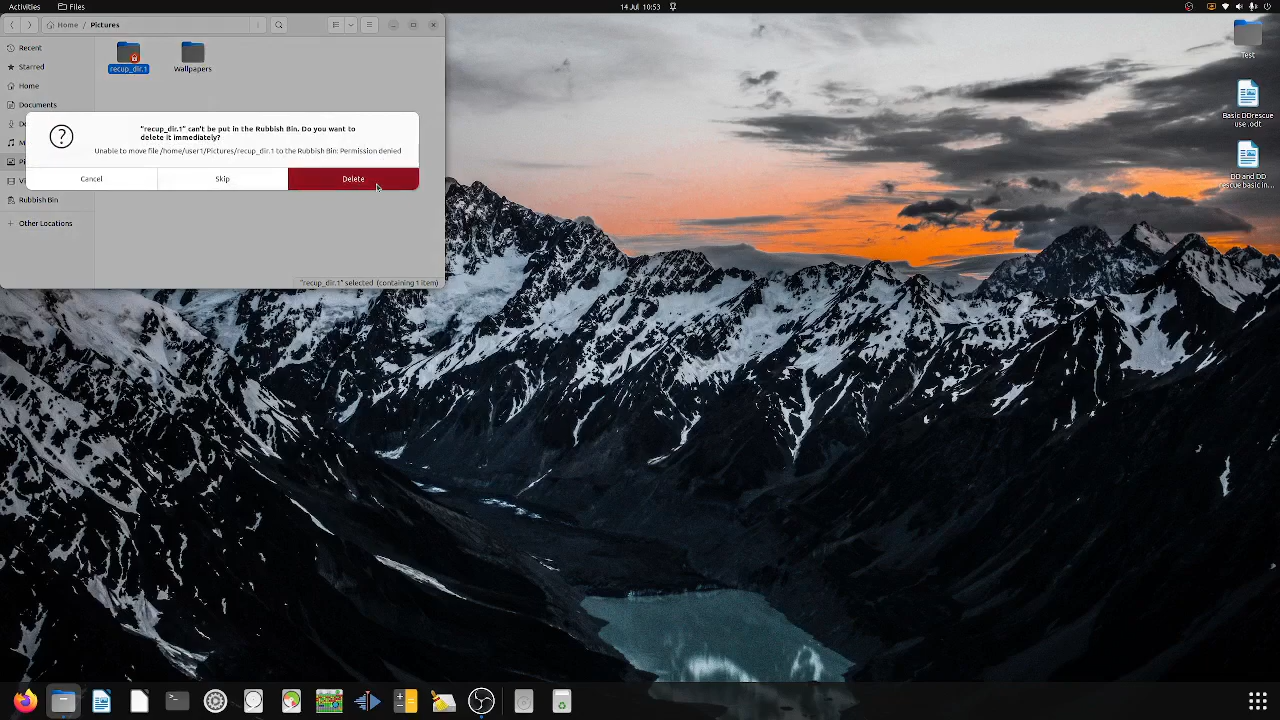 Activities
Files
14 Jul 10:53
Home / Pictures
Recent
Starred
Home
Documents
Rubbish Bin
Other Locations
recup_dir.1
Wallpapers
"recup_dir.1" can't be put in the Rubbish Bin. Do you want to
delete it immediately?
Unable to move file /home/user1/Pictures/recup_dir.1 to the Rubbish Bin: Permission denied
Cancel
Skip
Delete
"recup_dir.1" selected (containing 1 item)
Test
Basic DDrescue
use .odt
DD and DD
rescue basic in...